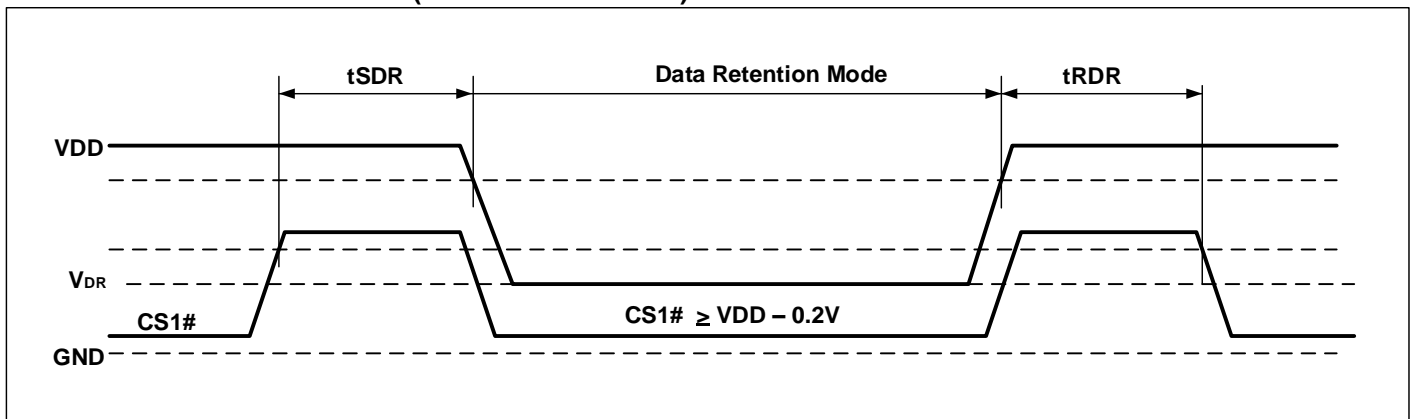 tSDR Data Retention Mode tRDR
VDD
VDR
CS1# CS1# ≥ VDD – 0.2V
GND